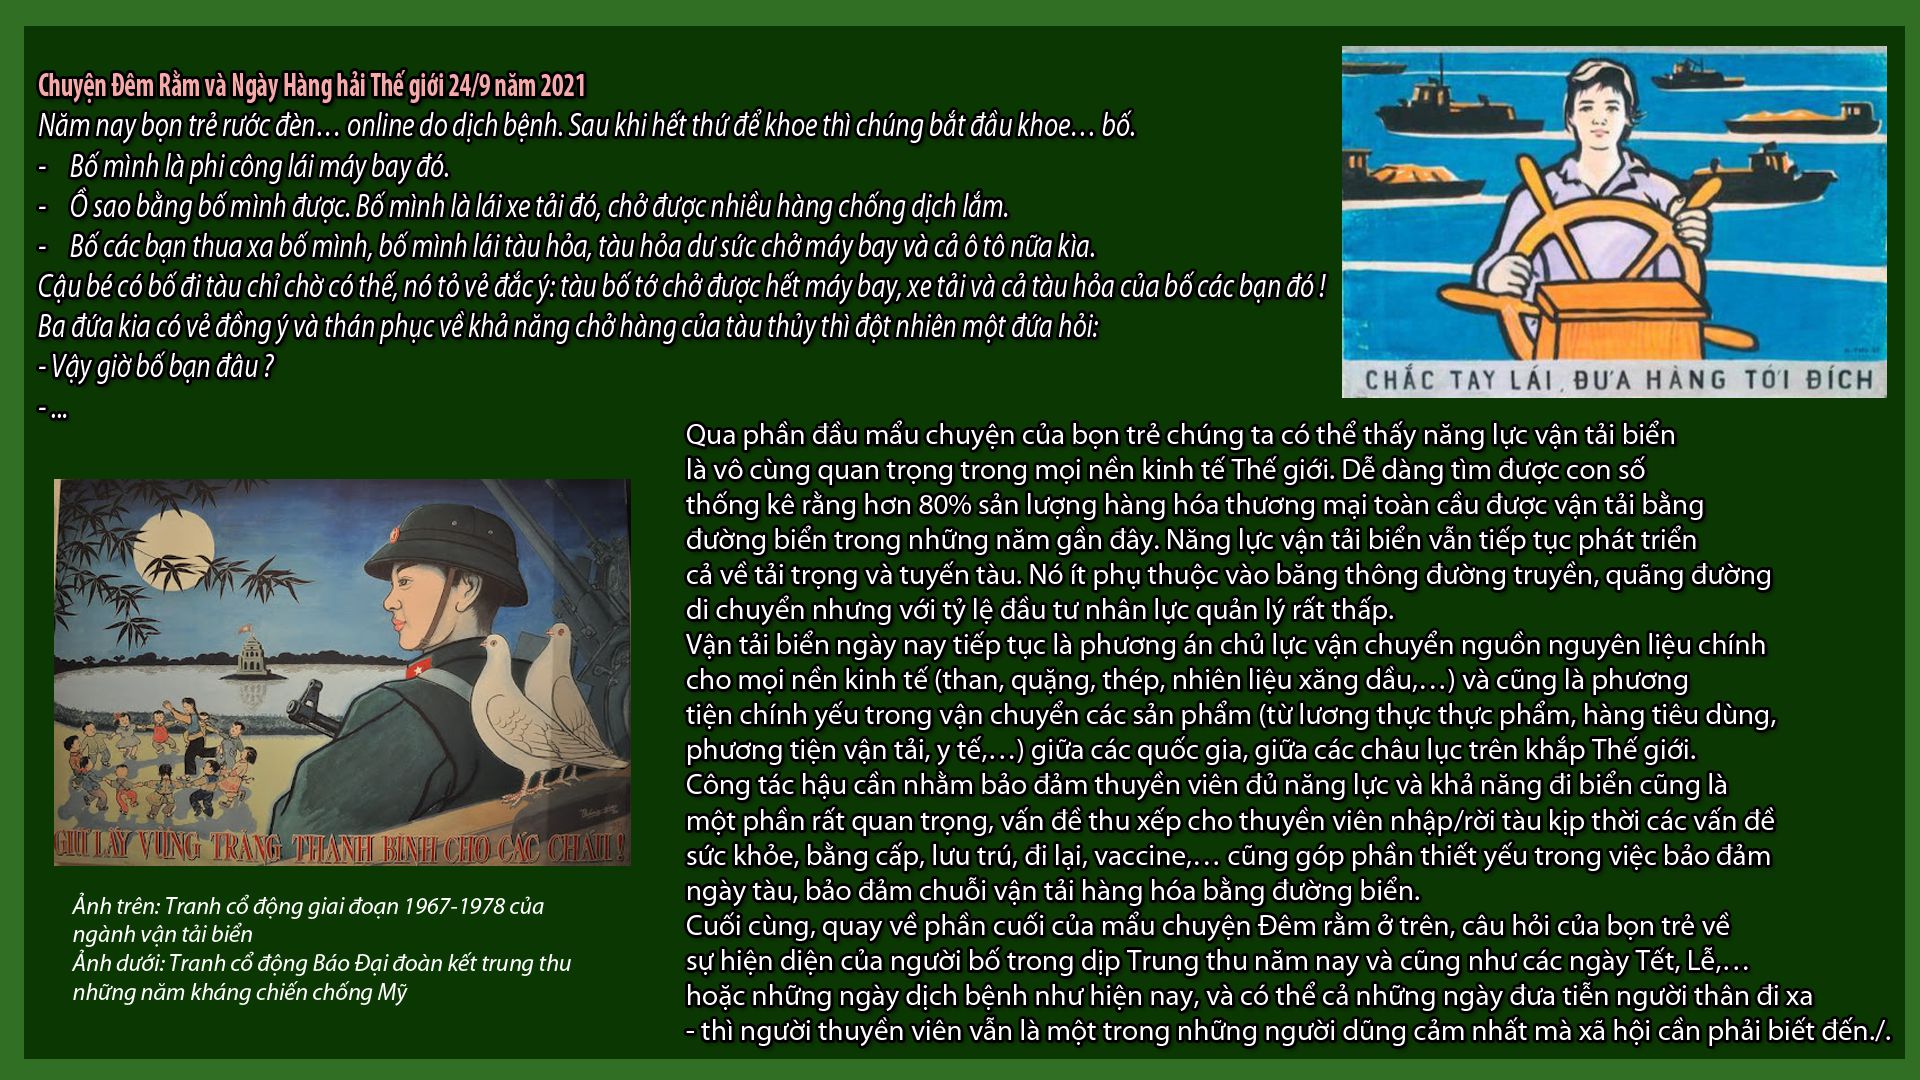 Chuyện Đêm Rằm và Ngày Hàng hải Thế giới 24/9 năm 2021
Năm nay bọn trẻ rước đèn… online do dịch bệnh. Sau khi hết thứ để khoe thì chúng bắt đầu khoe… bố.
- Bố mình là phi công lái máy bay đó.
- Ồ sao bằng bố mình được. Bố mình là lái xe tải đó, chở được nhiều hàng chống dịch lắm.
- Bố các bạn thua xa bố mình, bố mình lái tàu hỏa, tàu hỏa dư sức chở máy bay và cả ô tô nữa kìa.
Cậu bé có bố đi tàu chỉ chờ có thế, nó tỏ vẻ đắc ý: tàu bố tớ chở được hết máy bay, xe tải và cả tàu hỏa của bố các bạn đó !
Ba đứa kia có vẻ đồng ý và thán phục về khả năng chở hàng của tàu thủy thì đột nhiên một đứa hỏi:
- Vậy giờ bố bạn đâu ?
- ...
CHẮC TAY LÁI, ĐƯA HÀNG TỚI ĐÍCH
Qua phần đầu mẩu chuyện của bọn trẻ chúng ta có thể thấy năng lực vận tải biển
là vô cùng quan trọng trong mọi nền kinh tế Thế giới. Dễ dàng tìm được con số
thống kê rằng hơn 80% sản lượng hàng hóa thương mại toàn cầu được vận tải bằng
đường biển trong những năm gần đây. Năng lực vận tải biển vẫn tiếp tục phát triển
cả về tải trọng và tuyến tàu. Nó ít phụ thuộc vào băng thông đường truyền, quãng đường
di chuyển nhưng với tỷ lệ đầu tư nhân lực quản lý rất thấp.
Vận tải biển ngày nay tiếp tục là phương án chủ lực vận chuyển nguồn nguyên liệu chính
cho mọi nền kinh tế (than, quặng, thép, nhiên liệu xăng dầu,…) và cũng là phương
tiện chính yếu trong vận chuyển các sản phẩm (từ lương thực thực phẩm, hàng tiêu dùng,
phương tiện vận tải, y tế,…) giữa các quốc gia, giữa các châu lục trên khắp Thế giới.
Công tác hậu cần nhằm bảo đảm thuyền viên đủ năng lực và khả năng đi biển cũng là
một phần rất quan trọng, vấn đề thu xếp cho thuyền viên nhập/rời tàu kịp thời các vấn đề
sức khỏe, bằng cấp, lưu trú, đi lại, vaccine,… cũng góp phần thiết yếu trong việc bảo đảm
ngày tàu, bảo đảm chuỗi vận tải hàng hóa bằng đường biển.
Cuối cùng, quay về phần cuối của mẩu chuyện Đêm rằm ở trên, câu hỏi của bọn trẻ về
sự hiện diện của người bố trong dịp Trung thu năm nay và cũng như các ngày Tết, Lễ,…
hoặc những ngày dịch bệnh như hiện nay, và có thể cả những ngày đưa tiễn người thân đi xa
- thì người thuyền viên vẫn là một trong những người dũng cảm nhất mà xã hội cần phải biết đến./.
GIỮ LẤY VỪNG TRĂNG THANH BÌNH CHO CÁC CHÁU !
Ảnh trên: Tranh cổ động giai đoạn 1967-1978 của
ngành vận tải biển
Ảnh dưới: Tranh cổ động Báo Đại đoàn kết trung thu
những năm kháng chiến chống Mỹ